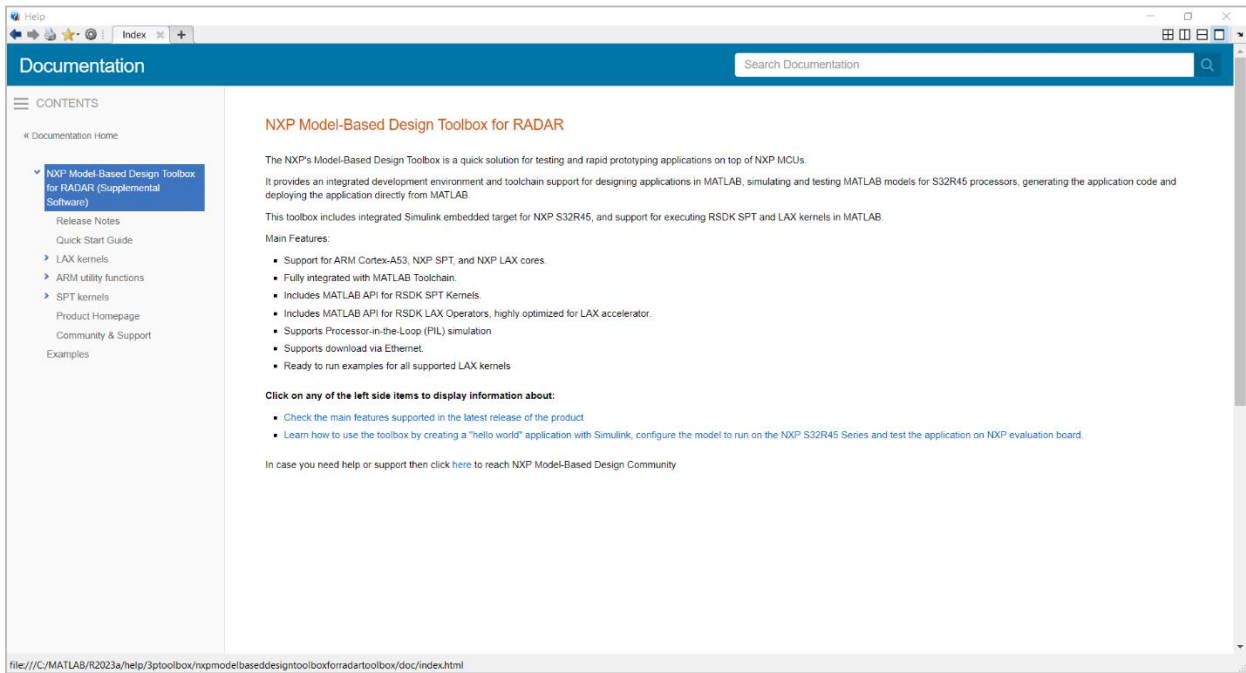 Help
Index
Documentation
Search Documentation
CONTENTS
« Documentation Home
NXP Model-Based Design Toolbox
for RADAR (Supplemental
Software)
Release Notes
Quick Start Guide
LAX kernels
ARM utility functions
SPT kernels
Product Homepage
Community & Support
Examples
NXP Model-Based Design Toolbox for RADAR
The NXP's Model-Based Design Toolbox is a quick solution for testing and rapid prototyping applications on top of NXP MCUs.
It provides an integrated development environment and toolchain support for designing applications in MATLAB, simulating and testing MATLAB models for S32R45 processors, generating the application code and
deploying the application directly from MATLAB.
This toolbox includes integrated Simulink embedded target for NXP S32R45, and support for executing RSDK SPT and LAX kernels in MATLAB.
Main Features:
▪ Support for ARM Cortex-A53, NXP SPT, and NXP LAX cores.
▪ Fully integrated with MATLAB Toolchain.
▪ Includes MATLAB API for RSDK SPT Kernels.
▪ Includes MATLAB API for RSDK LAX Operators, highly optimized for LAX accelerator.
▪ Supports Processor-in-the-Loop (PIL) simulation
▪ Supports download via Ethernet.
▪ Ready to run examples for all supported LAX kernels
Click on any of the left side items to display information about:
▪ Check the main features supported in the latest release of the product
▪ Learn how to use the toolbox by creating a "hello world" application with Simulink, configure the model to run on the NXP S32R45 Series and test the application on NXP evaluation board.
In case you need help or support then click here to reach NXP Model-Based Design Community
file:///C:/MATLAB/R2023a/help/3ptoolbox/nxpmodelbaseddesigntoolboxforradartoolbox/doc/index.html